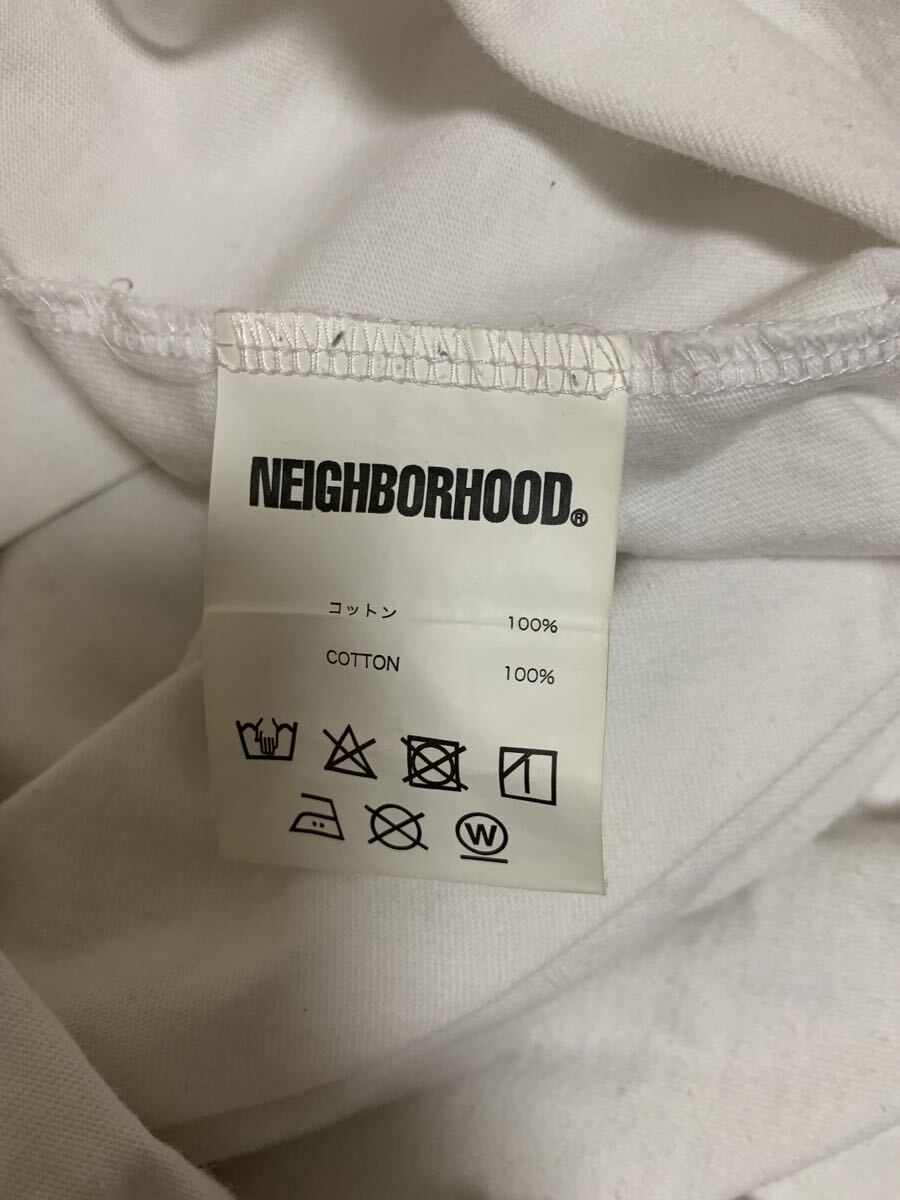 NEIGHBORHOOD®
コットン 100%
COTTON 100%
W